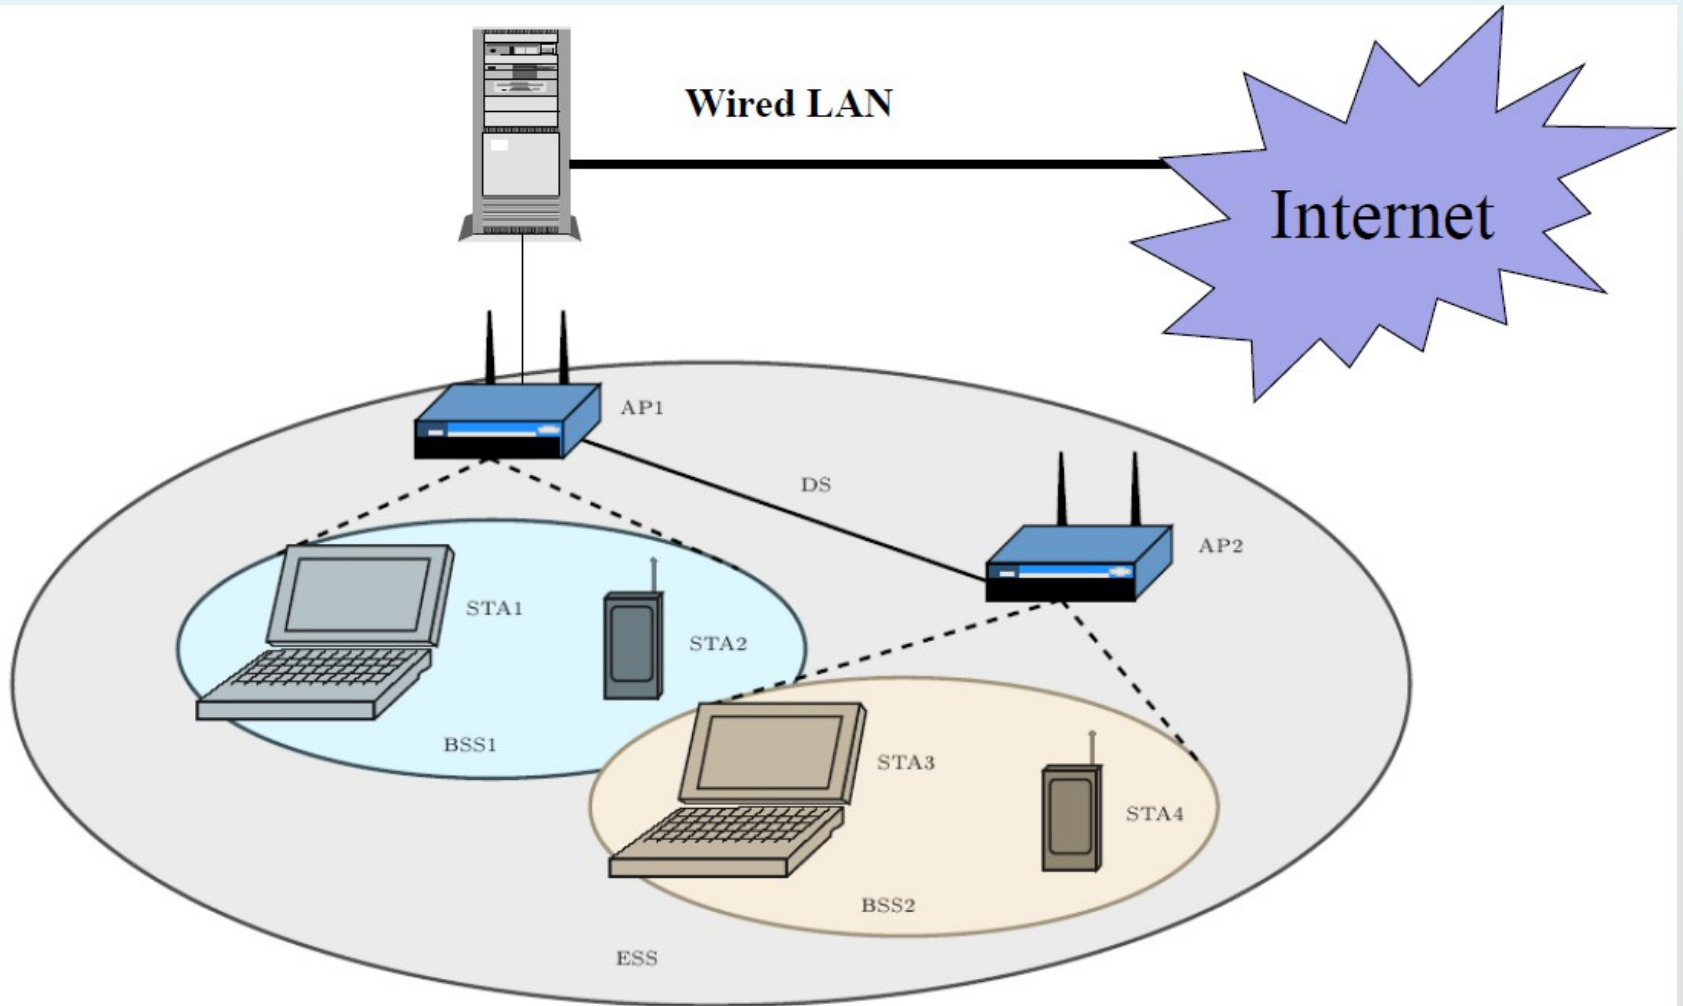 Wired LAN
Internet
AP1
DS
AP2
STA1
STA2
BSS1
STA3
STA4
BSS2
ESS